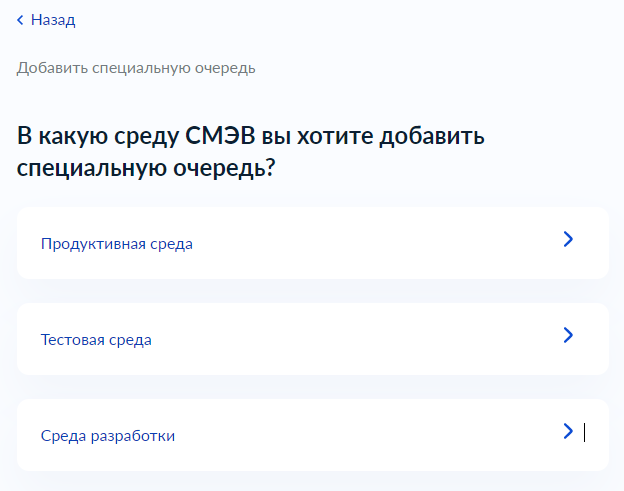 Назад
Добавить специальную очередь
В какую среду СМЭВ вы хотите добавить
специальную очередь?
Продуктивная среда
Тестовая среда
Среда разработки